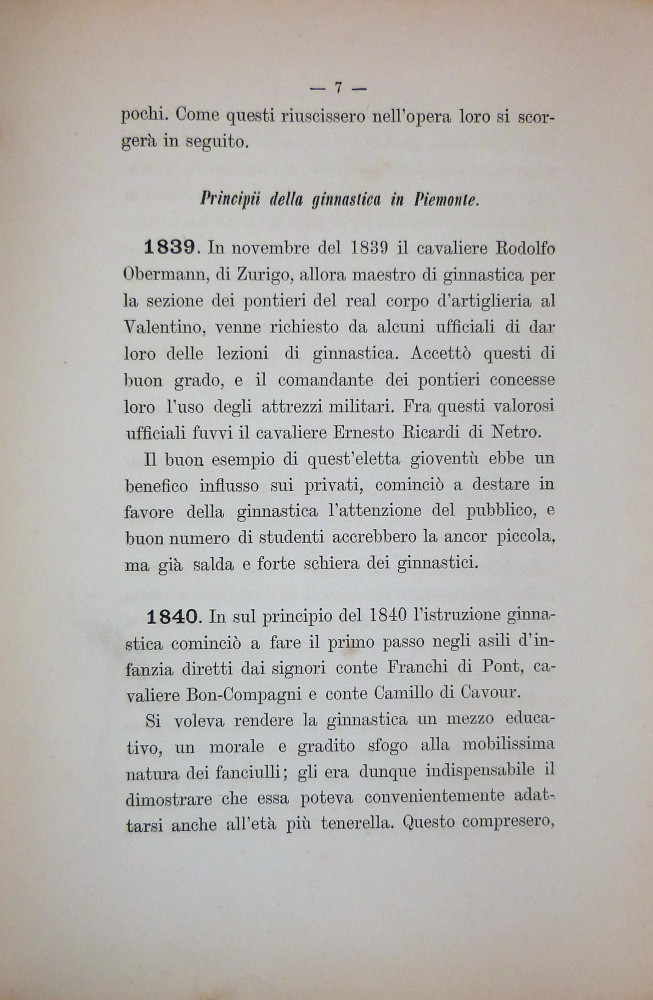 — 7 —
pochi. Come questi riuscissero nell'opera loro si scor-
gerà in seguito.
Principii della ginnastica in Piemonte.
1839. In novembre del 1839 il cavaliere Rodolfo
Obermann, di Zurigo, allora maestro di ginnastica per
la sezione dei pontieri del real corpo d'artiglieria al
Valentino, venne richiesto da alcuni ufficiali di dar
loro delle lezioni di ginnastica. Accettò questi di
buon grado, e il comandante dei pontieri concesse
loro l'uso degli attrezzi militari. Fra questi valorosi
ufficiali fuvvi il cavaliere Ernesto Ricardi di Netro.
Il buon esempio di quest'eletta gioventù ebbe un
benefico influsso sui privati, cominciò a destare in
favore della ginnastica l'attenzione del pubblico, e
buon numero di studenti accrebbero la ancor piccola,
ma già salda e forte schiera dei ginnastici.
1840. In sul principio del 1840 l'istruzione ginna-
stica cominciò a fare il primo passo negli asili d'in-
fanzia diretti dai signori conte Franchi di Pont, ca-
valiere Bon-Compagni e conte Camillo di Cavour.
Si voleva rendere la ginnastica un mezzo educa-
tivo, un morale e gradito sfogo alla mobilissima
natura dei fanciulli; gli era dunque indispensabile il
dimostrare che essa poteva convenientemente adat-
tarsi anche all'età più tenerella. Questo compresero,